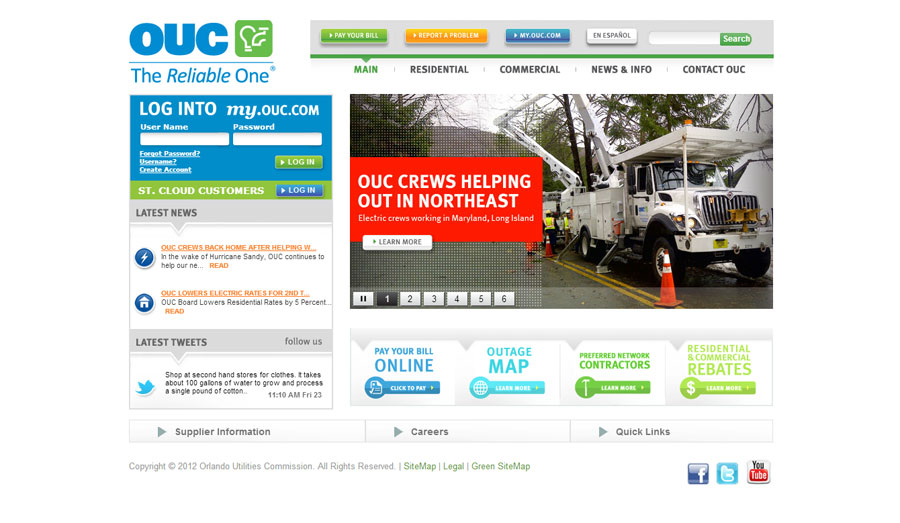 OUC
The Reliable One®
PAY YOUR BILL
REPORT A PROBLEM
MY.OUC.COM
EN ESPAÑOL
Search
MAIN
RESIDENTIAL
COMMERCIAL
NEWS & INFO
CONTACT OUC
LOG INTO my.OUC.COM
User Name Password
Forgot Password?
Username?
Create Account
LOG IN
ST. CLOUD CUSTOMERS
LOG IN
LATEST NEWS
OUC CREWS BACK HOME AFTER HELPING W...
In the wake of Hurricane Sandy, OUC continues to
help our ne... READ
OUC LOWERS ELECTRIC RATES FOR 2ND T...
OUC Board Lowers Residential Rates by 5 Percent...
READ
LATEST TWEETS follow us
Shop at second hand stores for clothes. It takes
about 100 gallons of water to grow and process
a single pound of cotton..
11:10 AM Fri 23
OUC CREWS HELPING
OUT IN NORTHEAST
Electric crews working in Maryland, Long Island
LEARN MORE
1 2 3 4 5 6
PAY YOUR BILL
ONLINE
CLICK TO PAY
OUTAGE
MAP
LEARN MORE
PREFERRED NETWORK
CONTRACTORS
LEARN MORE
RESIDENTIAL
& COMMERCIAL
REBATES
$ LEARN MORE
Supplier Information
Careers
Quick Links
Copyright © 2012 Orlando Utilities Commission. All Rights Reserved. | SiteMap | Legal | Green SiteMap
f
t
You
Tube